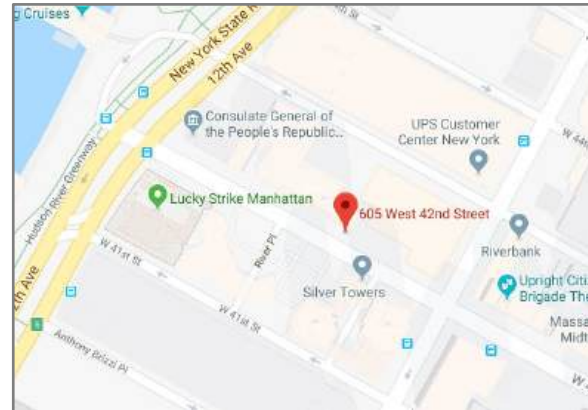 g Cruises
New York State R
12th Ave
Consulate General of
the People's Republic...
UPS Customer
Center New York
Hudson River Greenway
Lucky Strike Manhattan
605 West 42nd Street
W 41st St
River Pl
Riverbank
Silver Towers
Upright Citi
Brigade The
2th Ave
W 41st St
Massa
Midt
Anthony Brizzi Pl